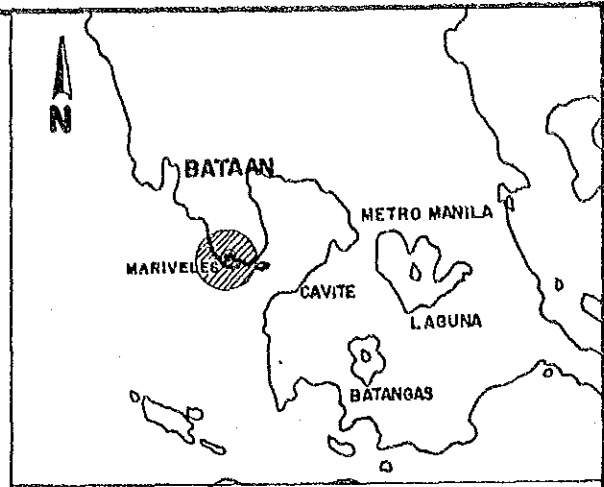 N
BATAAN
METRO MANILA
MARIVELES
CAVITE
LAGUNA
BATANGAS